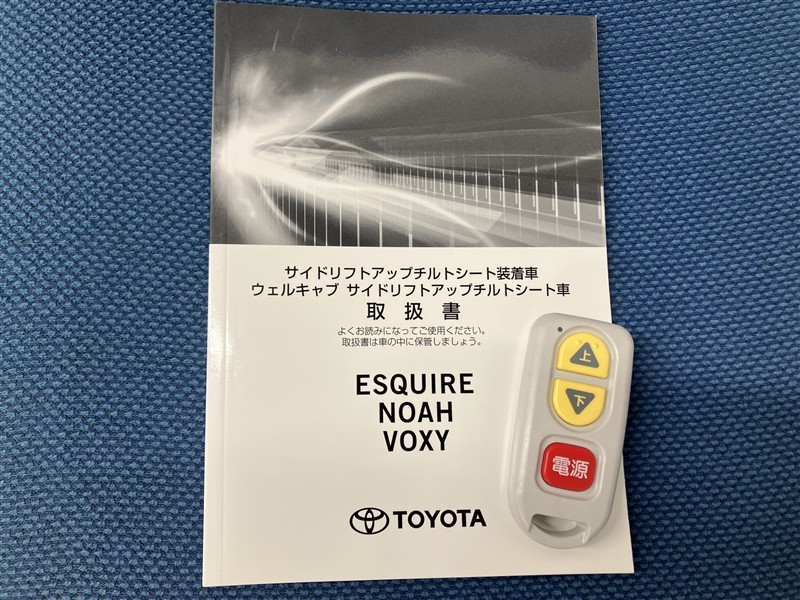 サイドリフトアップチルトシート装着車
ウェルキャブ サイドリフトアップチルトシート車
取扱書
よくお読みになってご使用ください。
取扱書は車の中に保管しましょう。
ESQUIRE
NOAH
VOXY
TOYOTA
上
下
電源